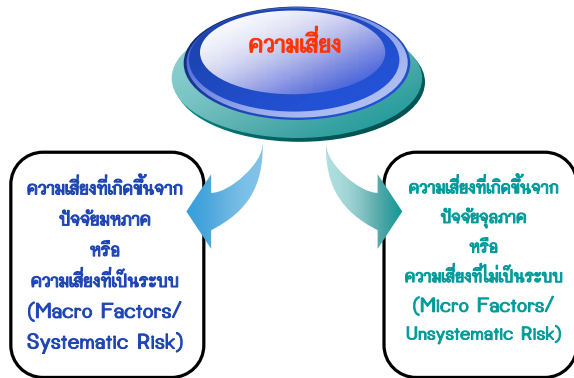 ความเสี่ยง
ความเสี่ยงที่เกิดขึ้นจาก
ปัจจัยมหภาค
หรือ
ความเสี่ยงที่เป็นระบบ
(Macro Factors/
Systematic Risk)
ความเสี่ยงที่เกิดขึ้นจาก
ปัจจัยจุลภาค
หรือ
ความเสี่ยงที่ไม่เป็นระบบ
(Micro Factors/
Unsystematic Risk)